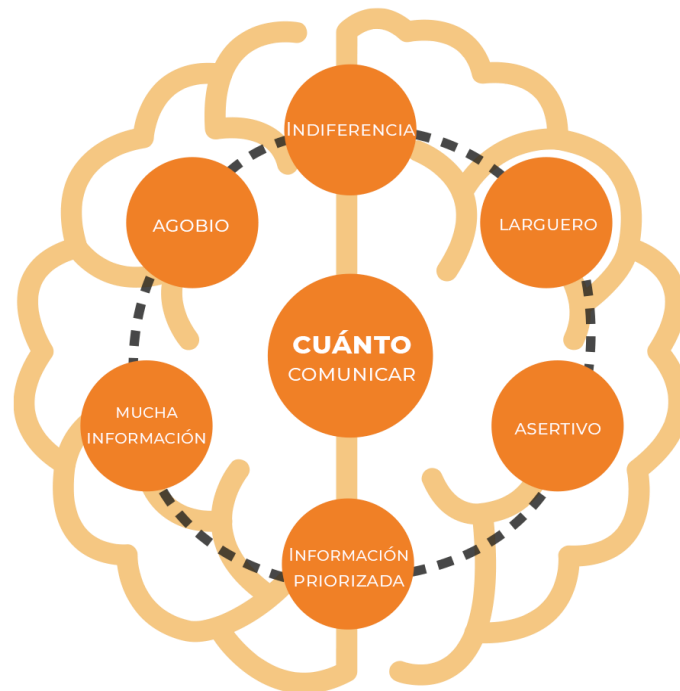 INDIFERENCIA
AGOBIO
LARGUERO
CUÁNTO
COMUNICAR
MUCHA
INFORMACIÓN
ASERTIVO
INFORMACIÓN
PRIORIZADA